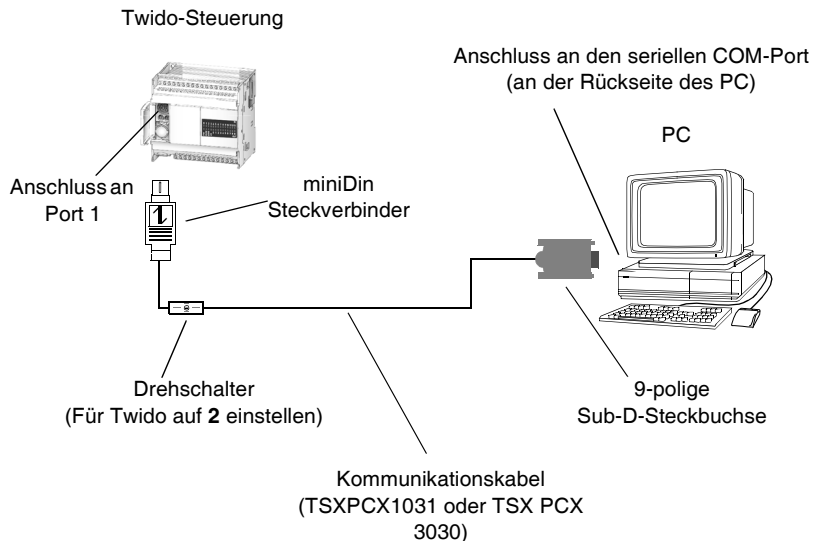 Twido-Steuerung
Anschluss an den seriellen COM-Port
(an der Rückseite des PC)
PC
Anschluss an
Port 1
miniDin
Steckverbinder
Drehschalter
(Für Twido auf 2 einstellen)
9-polige
Sub-D-Steckbuchse
Kommunikationskabel
(TSXPCX1031 oder TSX PCX
3030)